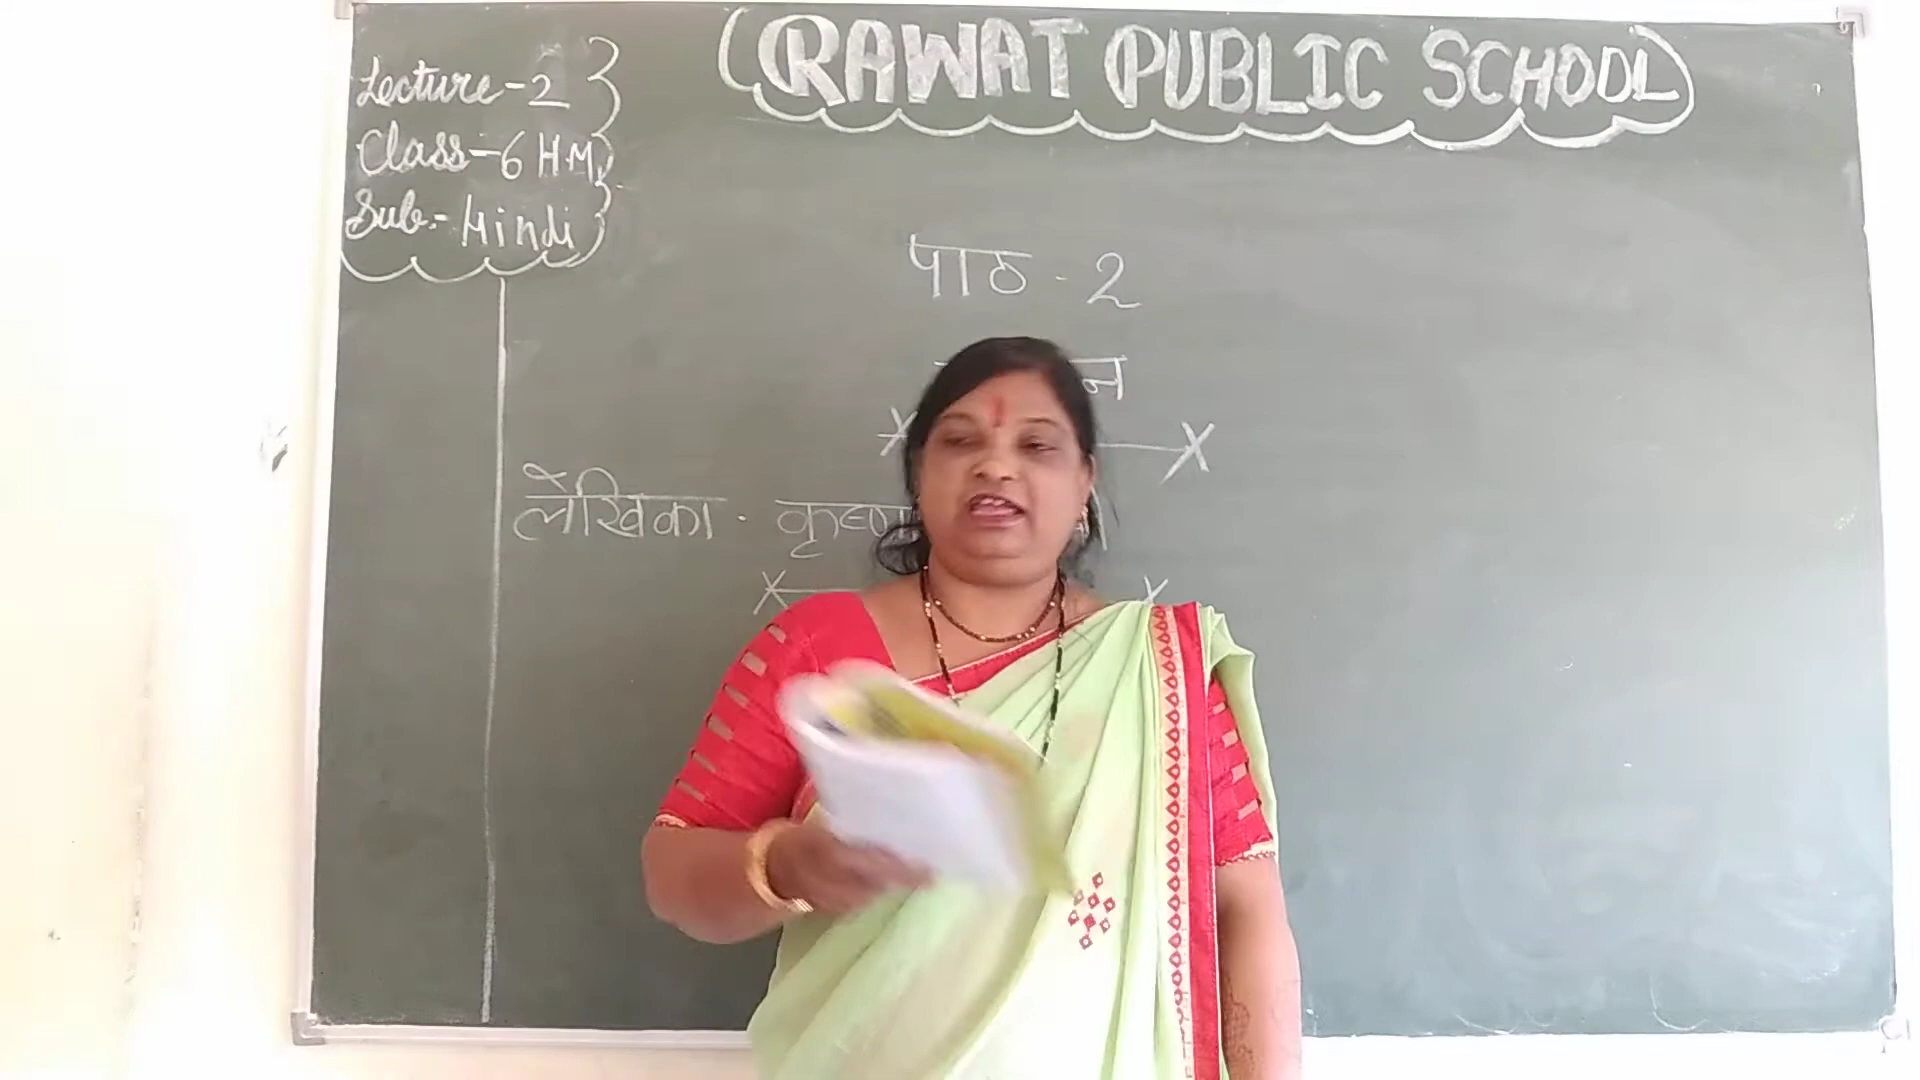 (RAWAT PUBLIC SCHOOL)
Lecture-2
Class-6 HM
Sub.- Hindi
पाठ - 2
लेखिका -